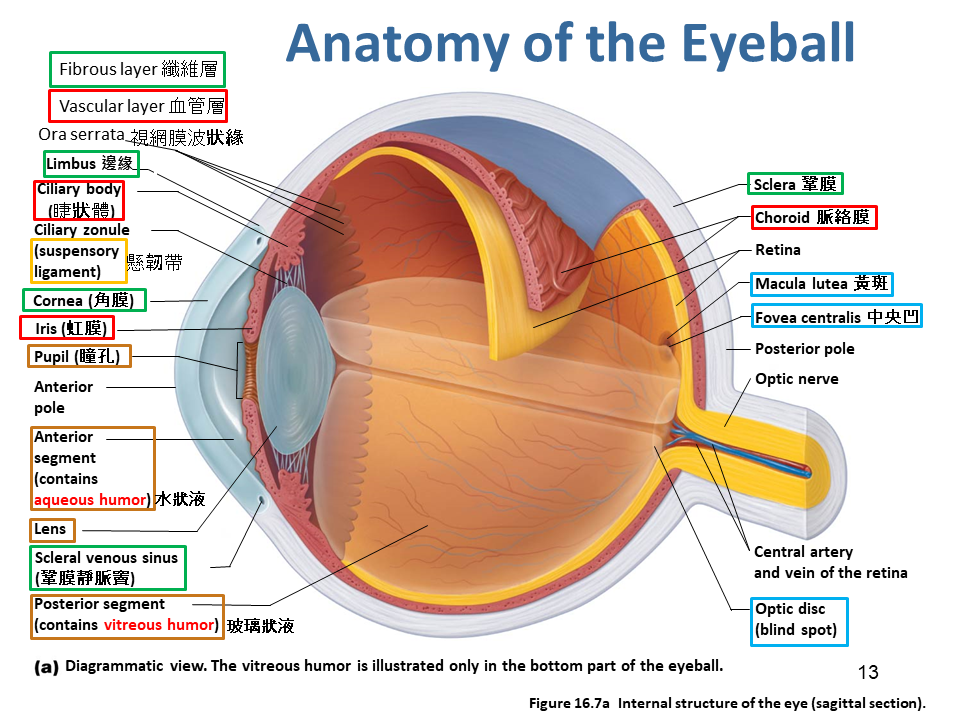 Anatomy of the Eyeball
Fibrous layer 纖維層
Vascular layer 血管層
Ora serrata 視網膜波狀緣
Limbus 邊緣
Ciliary body
(睫狀體)
Ciliary zonule
(suspensory
ligament)
懸韌帶
Cornea (角膜)
Iris (虹膜)
Pupil (瞳孔)
Anterior
pole
Anterior
segment
(contains
aqueous humor) 水狀液
Lens
Scleral venous sinus
(鞏膜靜脈竇)
Posterior segment
(contains vitreous humor) 玻璃狀液
Sclera 鞏膜
Choroid 脈絡膜
Retina
Macula lutea 黃斑
Fovea centralis 中央凹
Posterior pole
Optic nerve
Central artery
and vein of the retina
Optic disc
(blind spot)
(a) Diagrammatic view. The vitreous humor is illustrated only in the bottom part of the eyeball.
13
Figure 16.7a Internal structure of the eye (sagittal section).